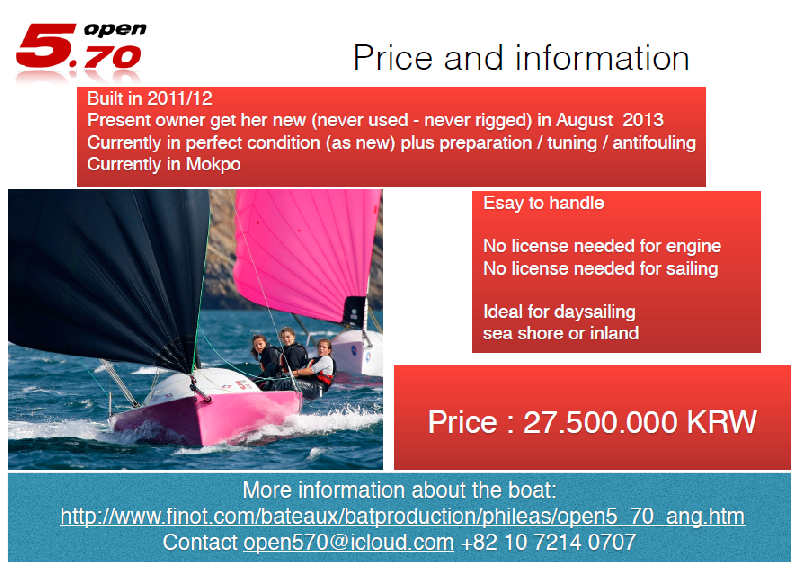 open
5.70
Price and information
Built in 2011/12
Present owner get her new (never used - never rigged) in August 2013
Currently in perfect condition (as new) plus preparation / tuning / antifouling
Currently in Mokpo
Esay to handle
No license needed for engine
No license needed for sailing
Ideal for daysailing
sea shore or inland
Price : 27.500.000 KRW
More information about the boat:
http://www.finot.com/bateaux/batproduction/phileas/open5_70_ang.htm
Contact open570@icloud.com +82 10 7214 0707